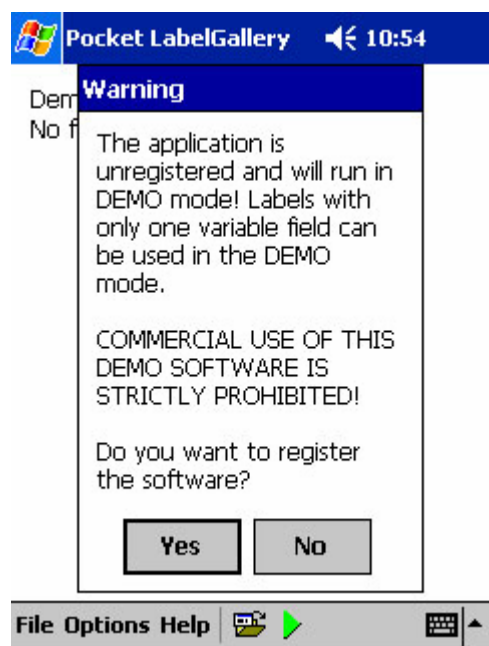 Pocket LabelGallery 10:54
Warning
Dem
No f
The application is
unregistered and will run in
DEMO mode! Labels with
only one variable field can
be used in the DEMO
mode.
COMMERCIAL USE OF THIS
DEMO SOFTWARE IS
STRICTLY PROHIBITED!
Do you want to register
the software?
Yes No
File Options Help